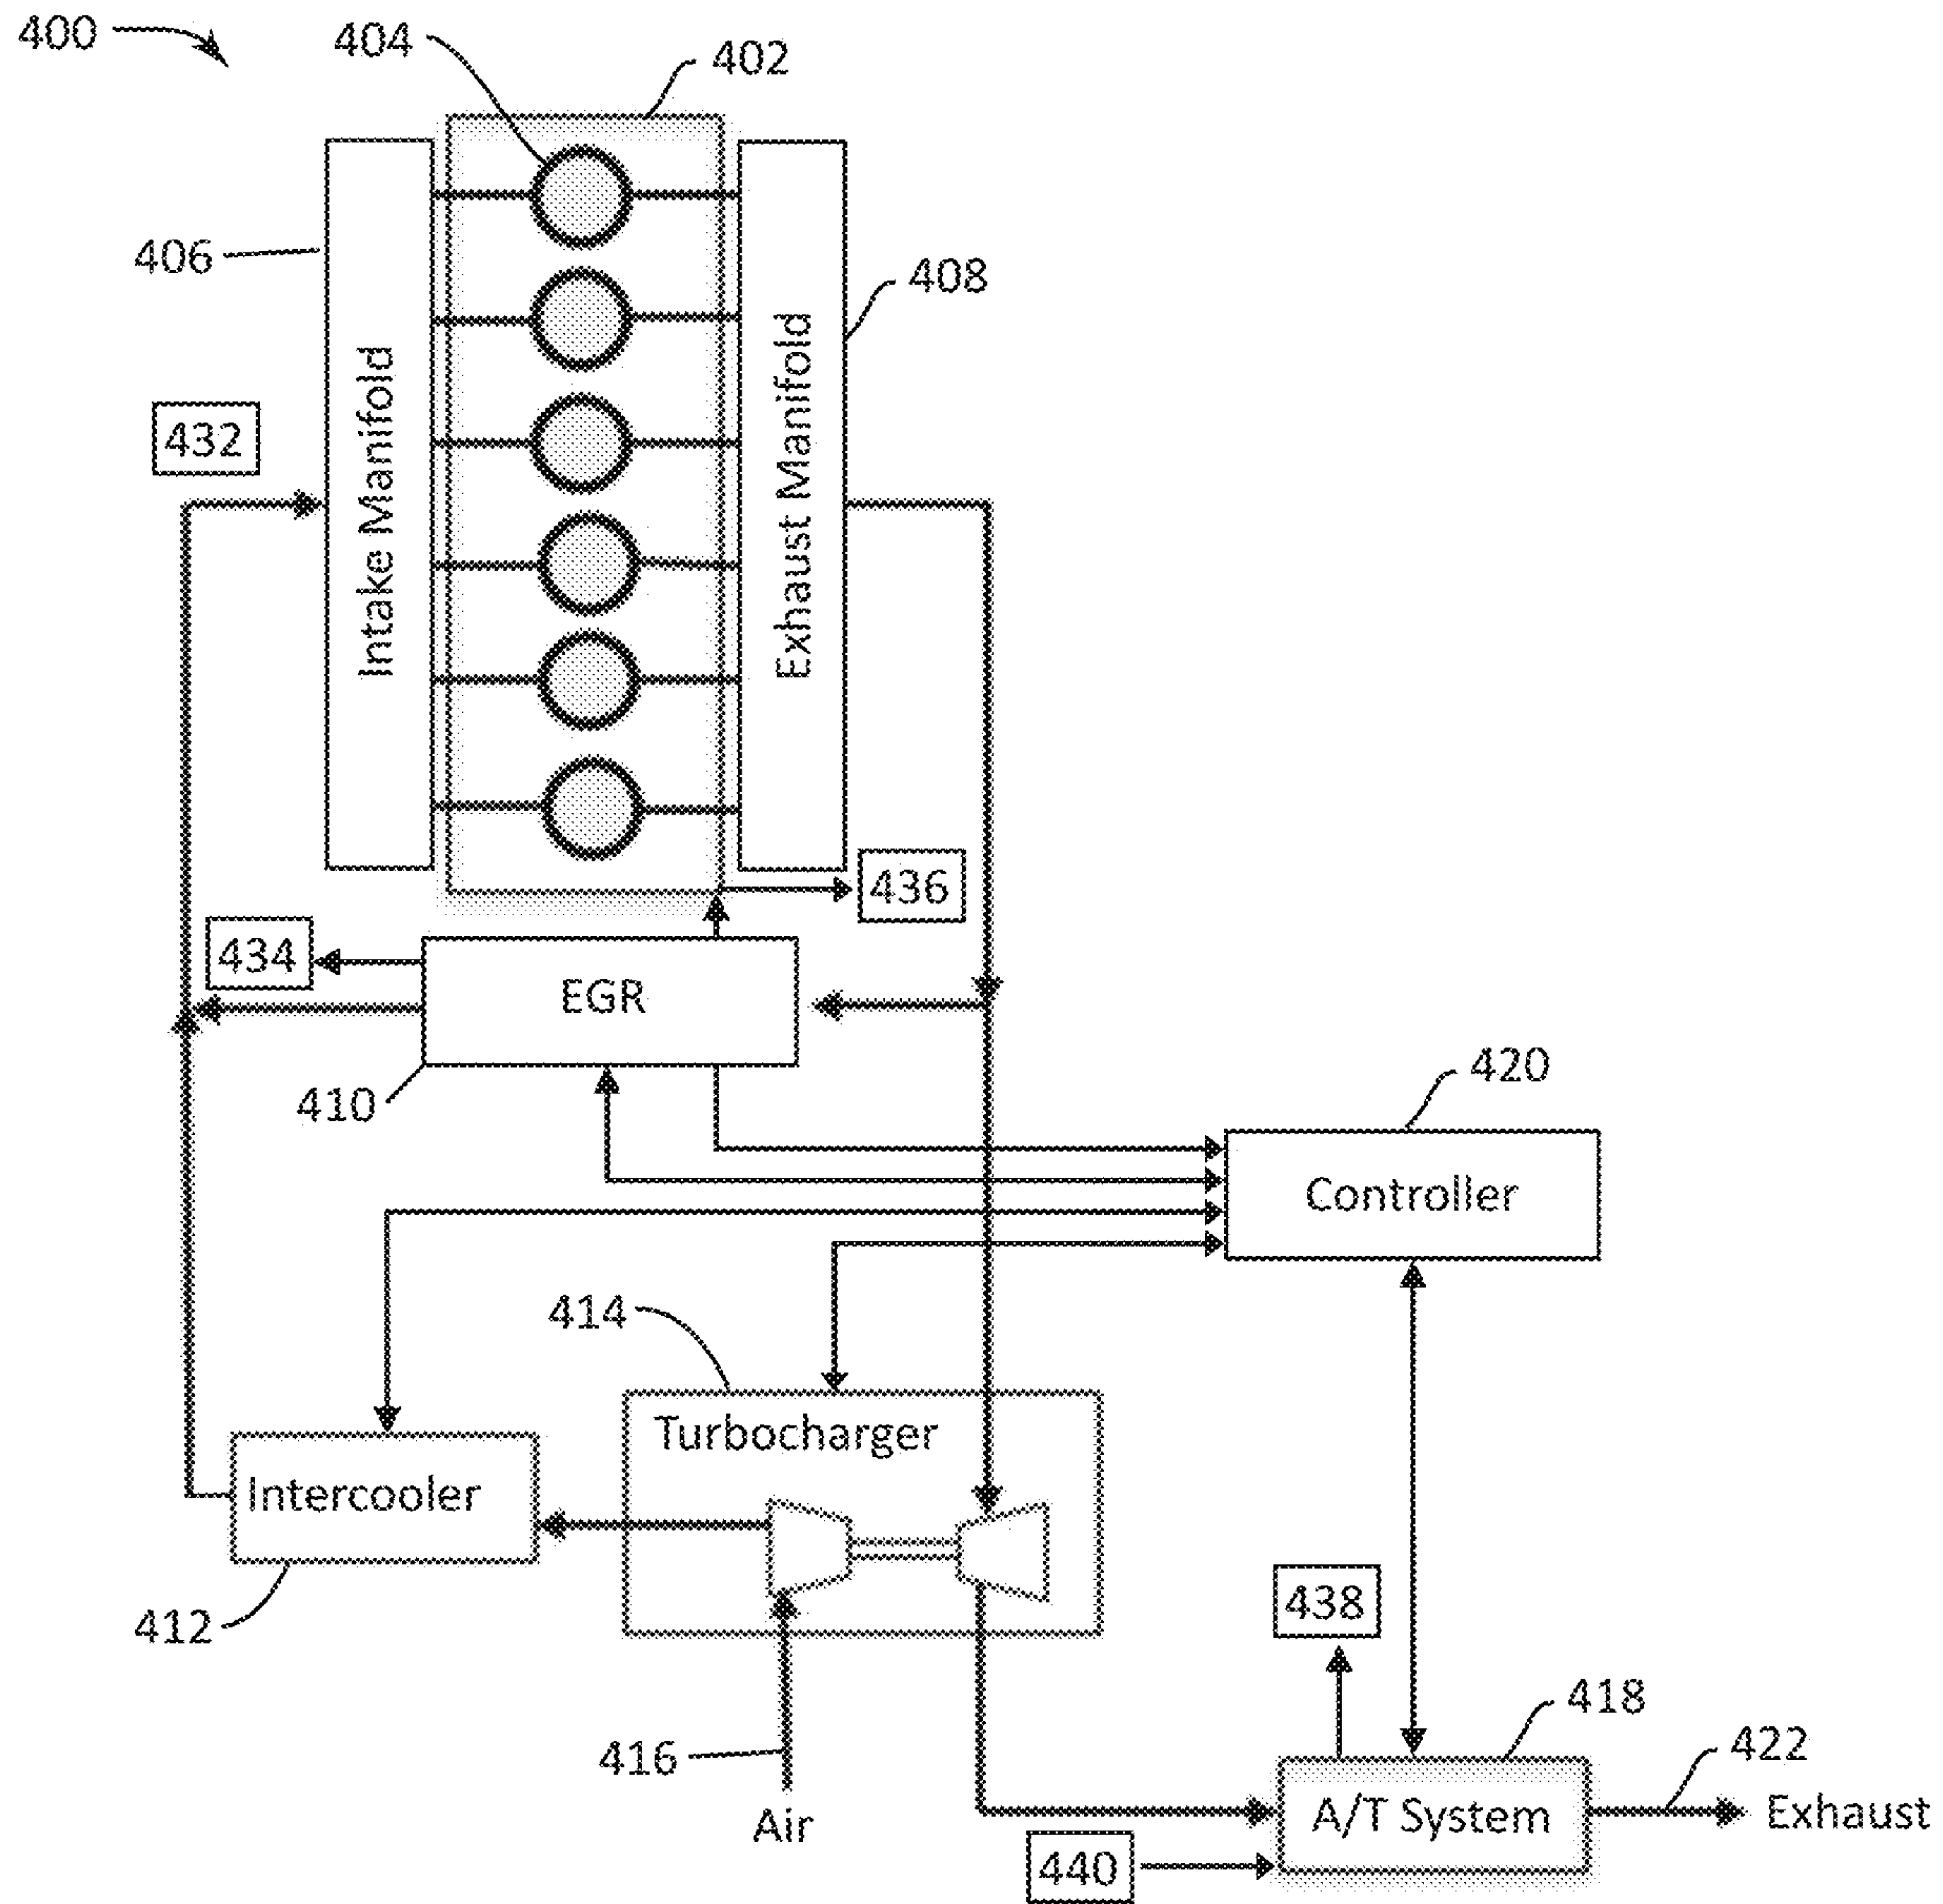 400
404
402
406
408
Intake Manifold
Exhaust Manifold
432
436
434
EGR
410
420
Controller
414
Turbocharger
Intercooler
412
438
418
416
422
Air
A/T System
Exhaust
440